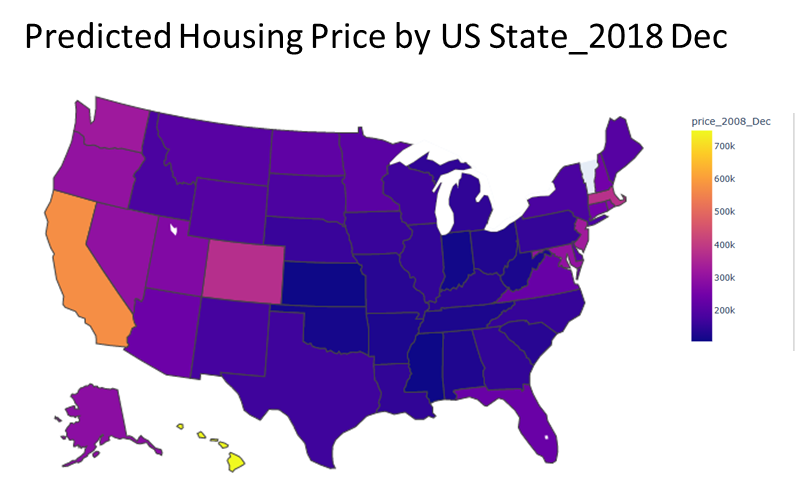 Predicted Housing Price by US State_2018 Dec
price_2008_Dec
700k
600k
500k
400k
300k
200k